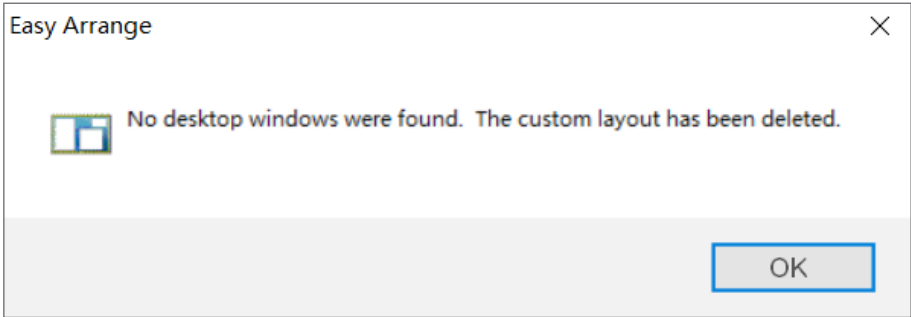 Easy Arrange
No desktop windows were found.  The custom layout has been deleted.
OK